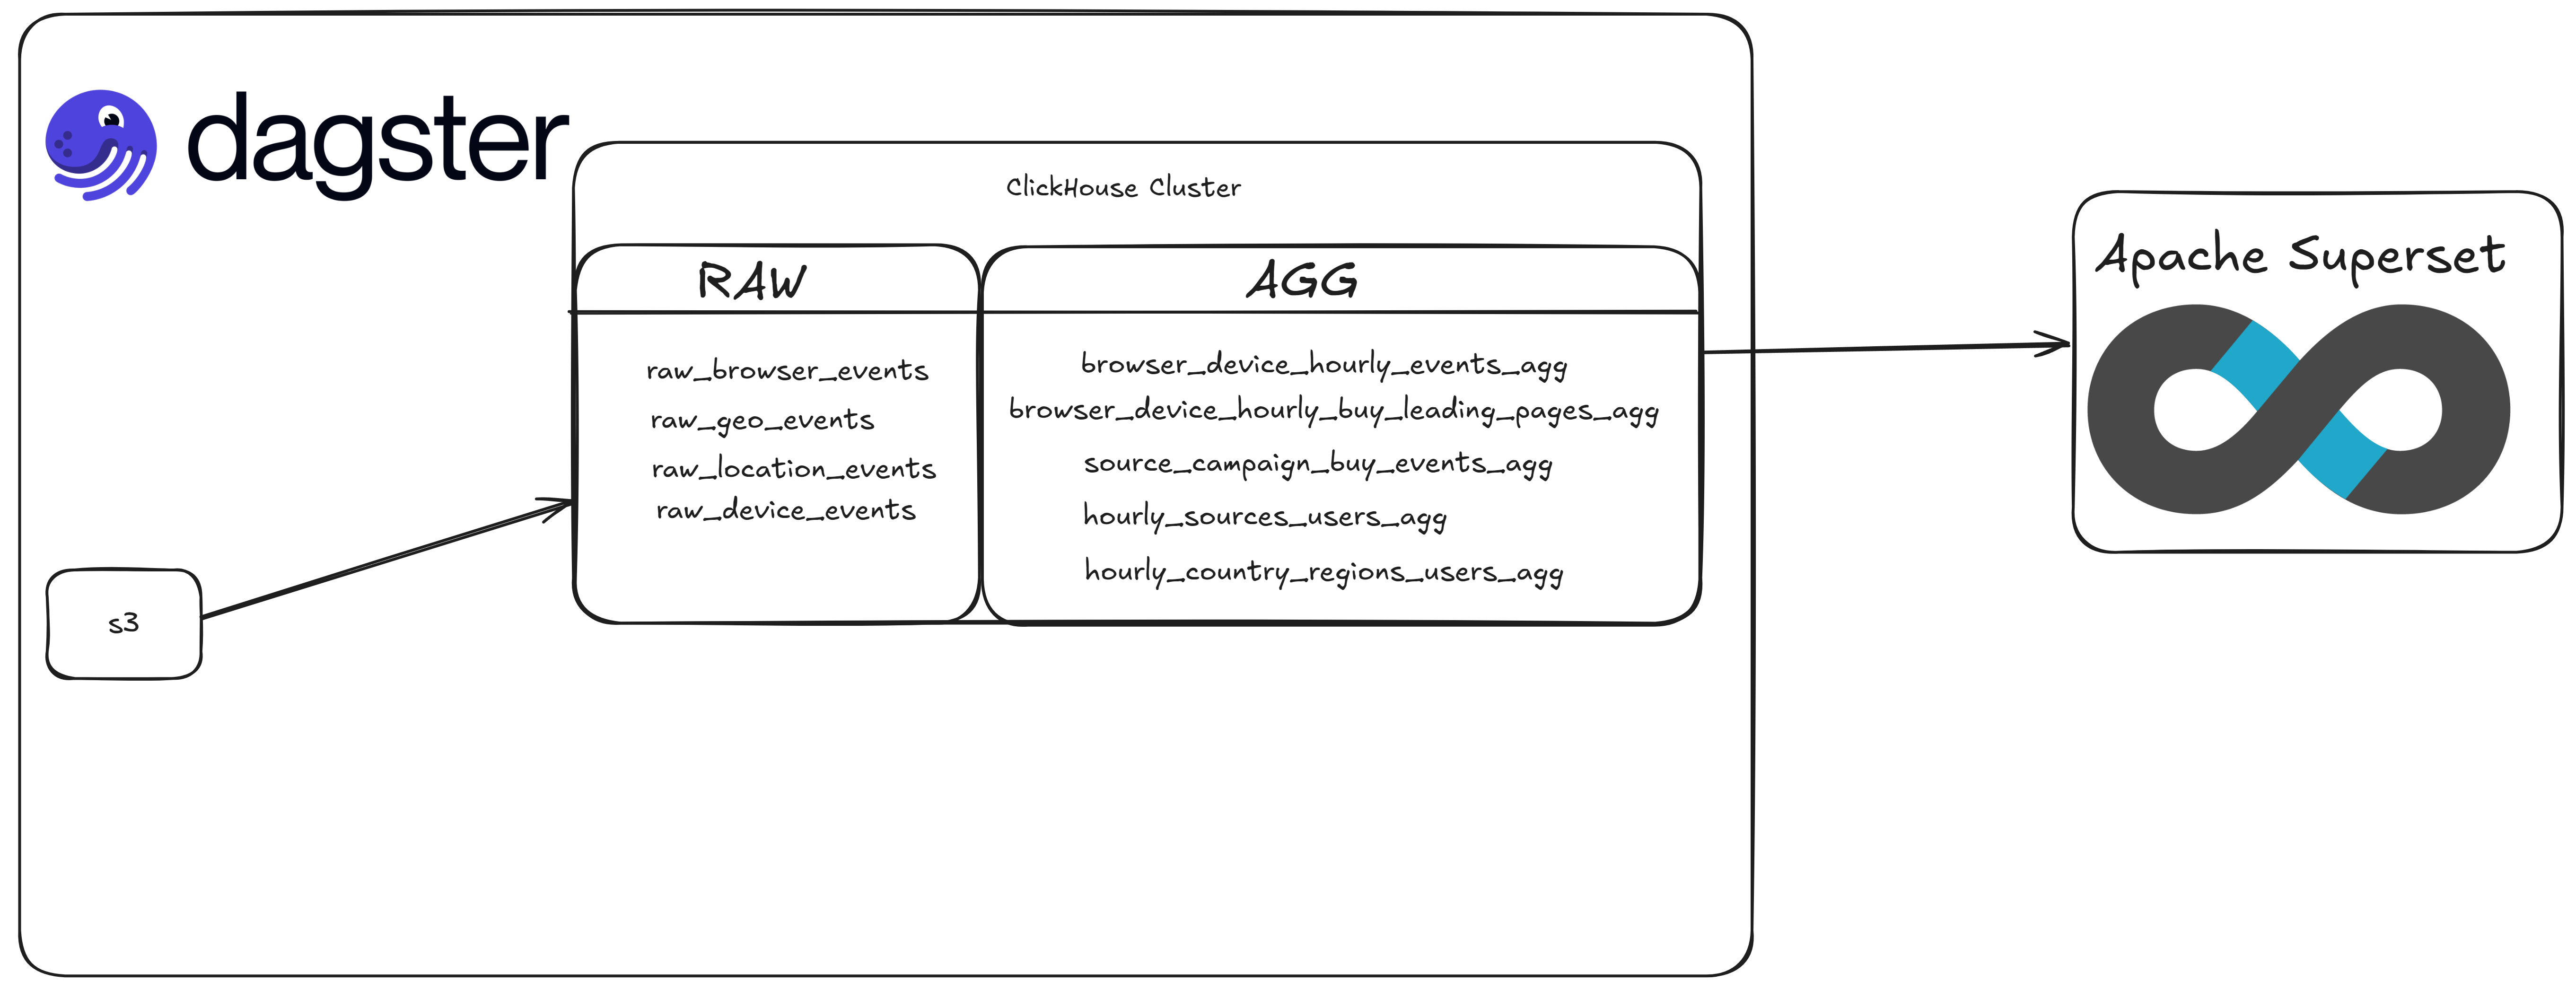 dagster
ClickHouse Cluster
RAW
raw_browser_events
raw_geo_events
raw_location_events
raw_device_events
AGG
browser_device_hourly_events_agg
browser_device_hourly_buy_leading_pages_agg
source_campaign_buy_events_agg
hourly_sources_users_agg
hourly_country_regions_users_agg
s3
Apache Superset